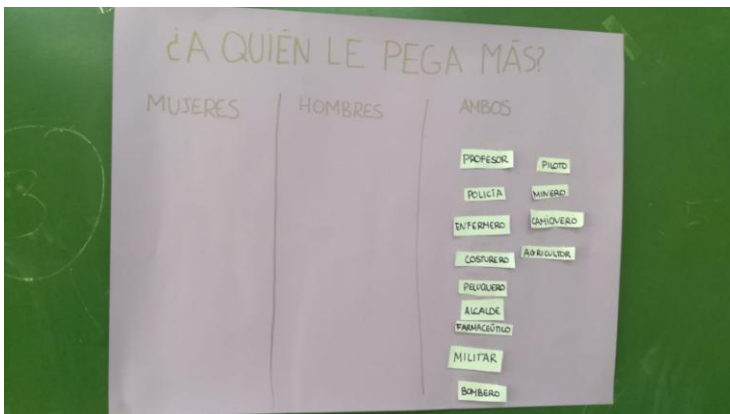 ¿A QUIÉN LE PEGA MÁS?
MUJERES
HOMBRES
AMBOS
PROFESOR
PILOTO
POLICÍA
MINERO
ENFERMERO
CAMIONERO
COSTURERO
AGRICULTOR
PELUQUERO
ALCALDE
FARMACEÚTICO
MILITAR
BOMBERO